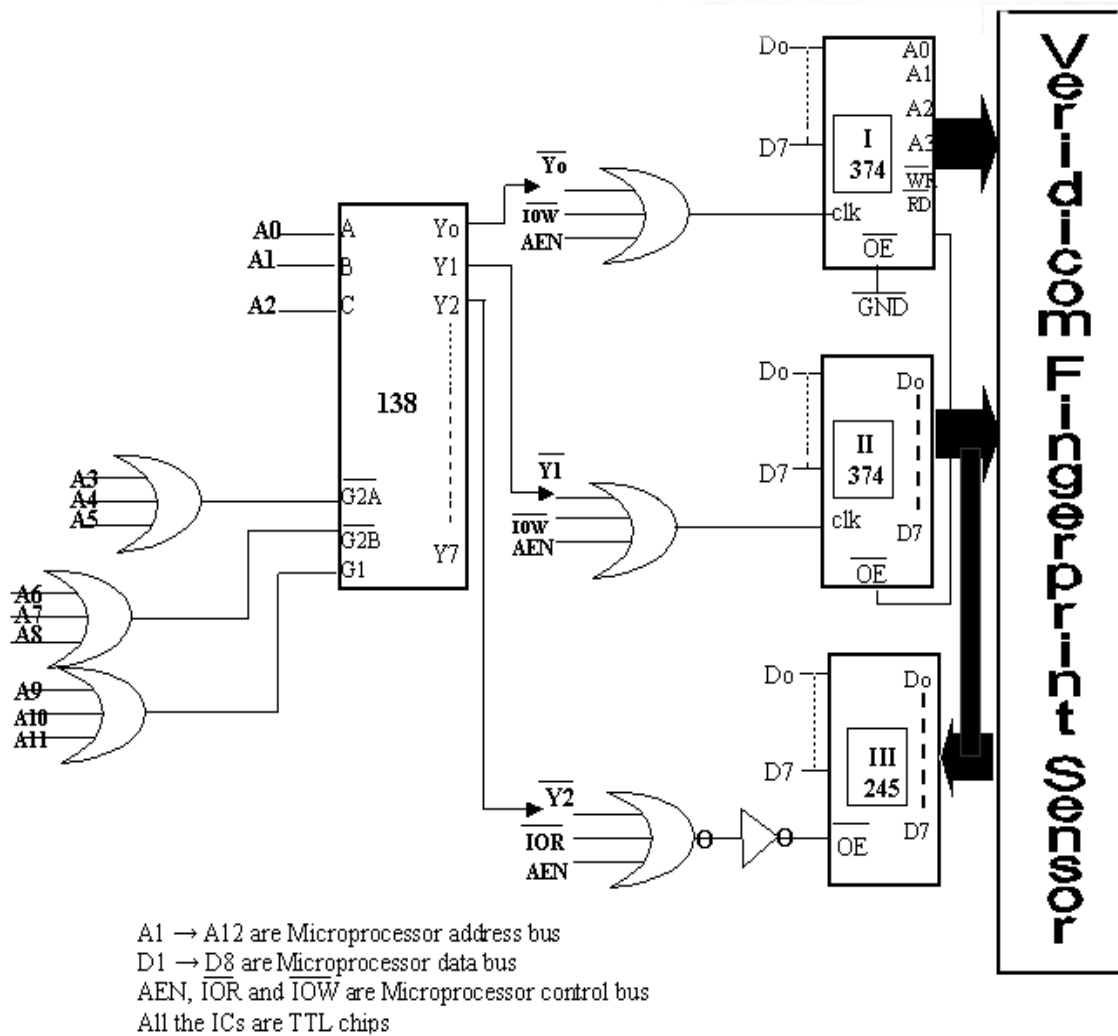 A0
A1
A2
A
B
C
138
Yo
Y1
Y2
Y7
G2A
G2B
G1
A3
A4
A5
A6
A7
A8
A9
A10
A11
Yo
IOW
AEN
Y1
IOW
AEN
Y2
IOR
AEN
Do
D7
I
374
clk
OE
GND
A0
A1
A2
A3
WR
RD
Do
D7
II
374
clk
OE
Do
D7
Do
D7
III
245
OE
Do
D7
Veridicom Fingerprint Sensor
A1 → A12 are Microprocessor address bus
D1 → D8 are Microprocessor data bus
AEN, IOR and IOW are Microprocessor control bus
All the ICs are TTL chips